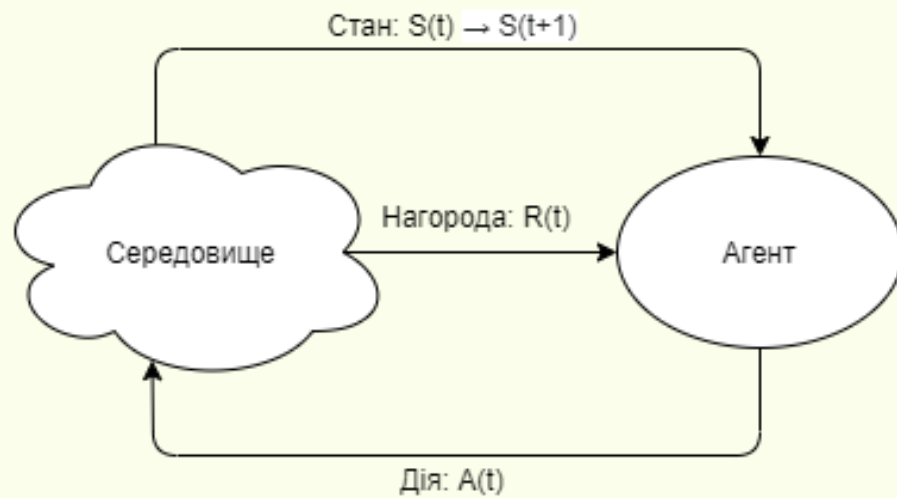 Стан: S(t) → S(t+1)
Нагорода: R(t)
Середовище
Агент
Дія: A(t)